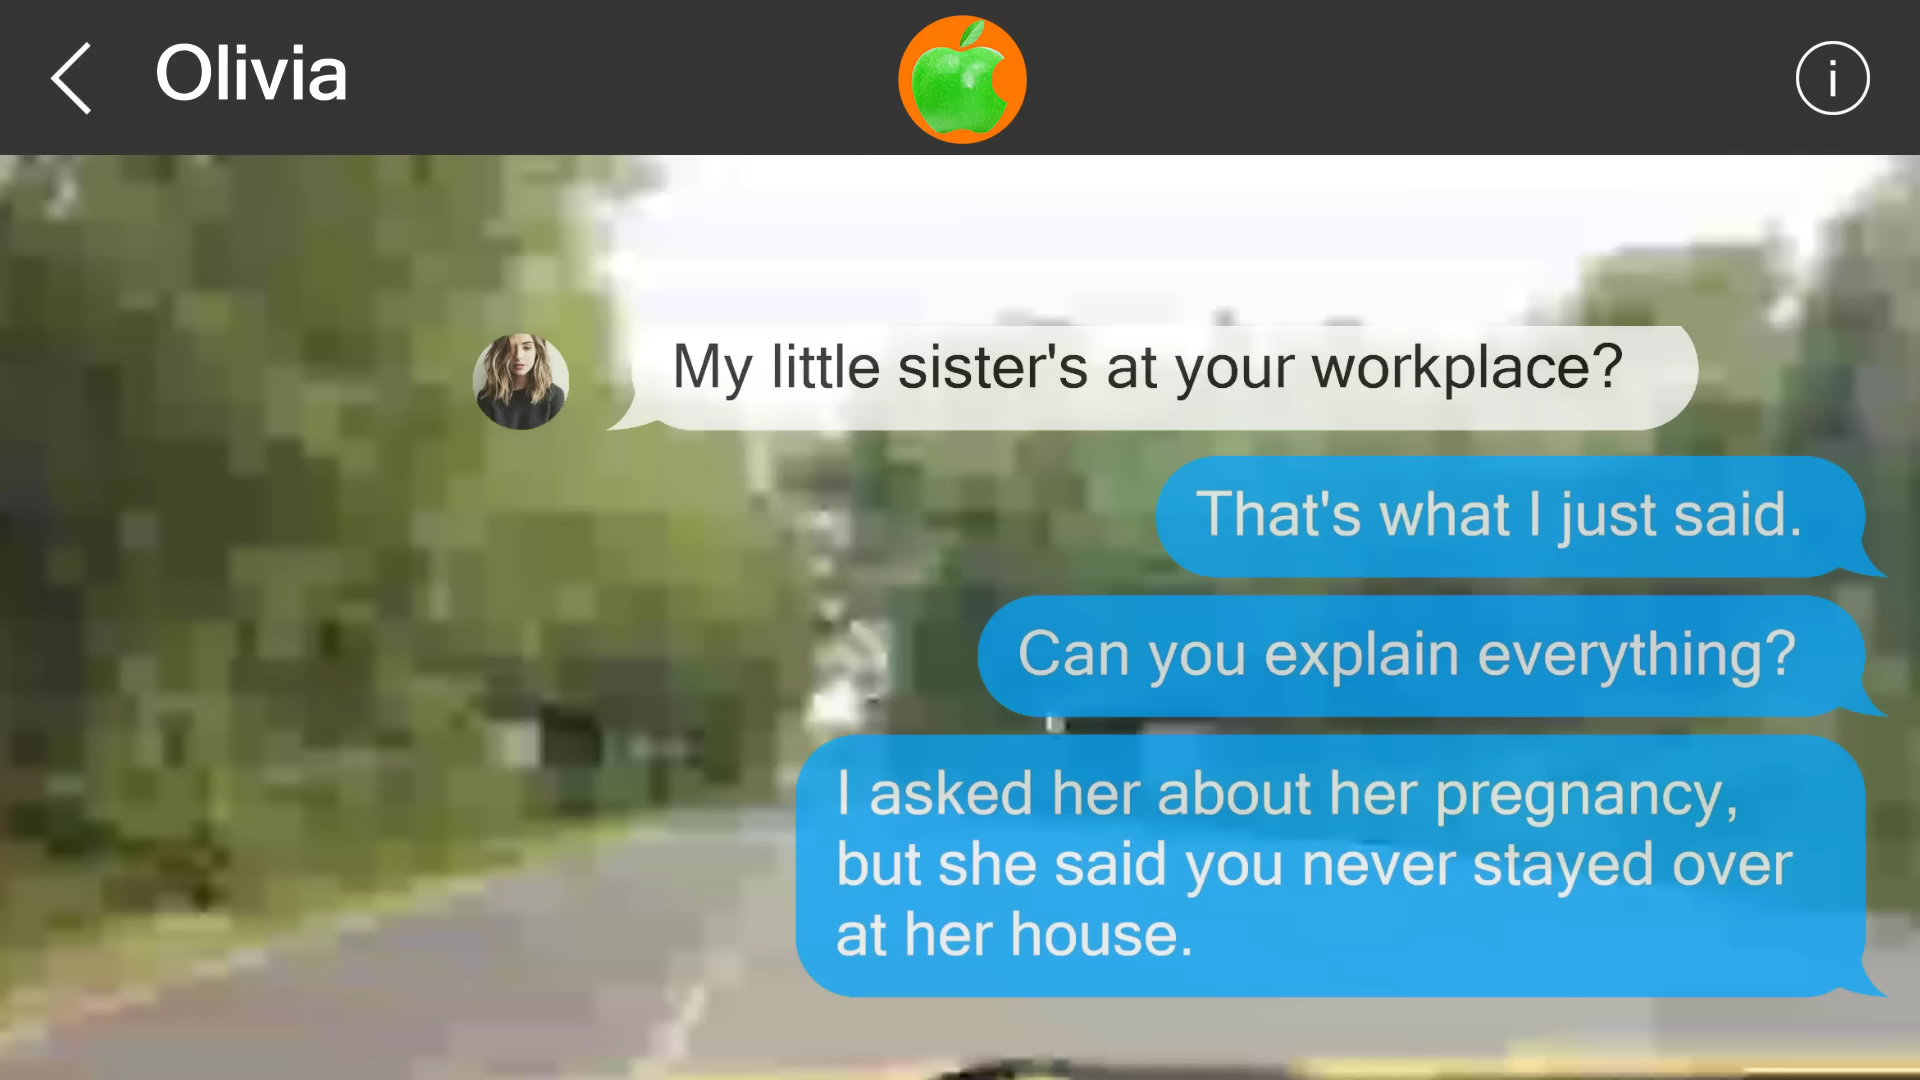 Olivia
My little sister's at your workplace?
That's what I just said.
Can you explain everything?
I asked her about her pregnancy,
but she said you never stayed over
at her house.